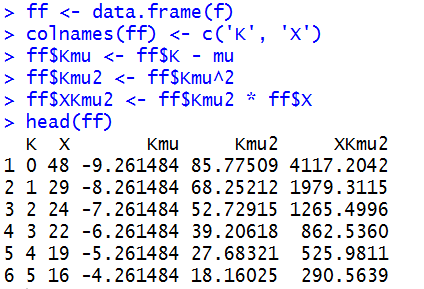 > ff <- data.frame(f)
> colnames(ff) <- c('K', 'X')
> ff$Kmu <- ff$K - mu
> ff$Kmu2 <- ff$Kmu^2
> ff$XKmu2 <- ff$Kmu2 * ff$X
> head(ff)
  K  X       Kmu     Kmu2     XKmu2
1 0 48 -9.261484 85.77509 4117.2042
2 1 29 -8.261484 68.25212 1979.3115
3 2 24 -7.261484 52.72915 1265.4996
4 3 22 -6.261484 39.20618  862.5360
5 4 19 -5.261484 27.68321  525.9811
6 5 16 -4.261484 18.16025  290.5639